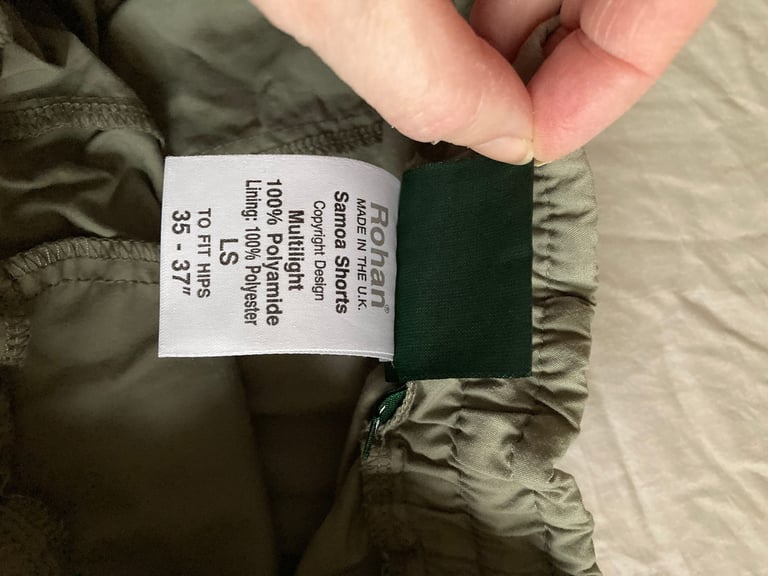 Rohan®
MADE IN THE U.K.
Samoa Shorts
Copyright Design
Multilight
100% Polyamide
Lining: 100% Polyester
LS
TO FIT HIPS
35 - 37"